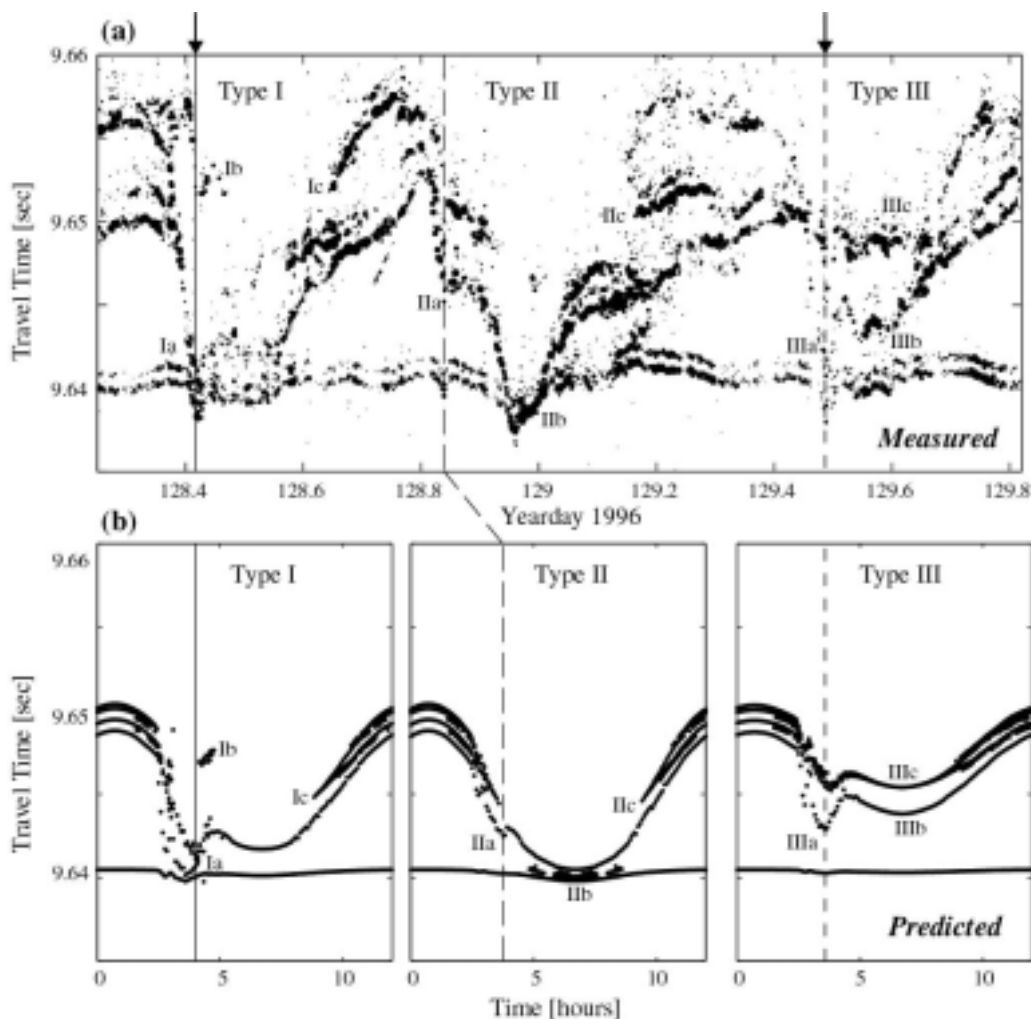 (a)
9.66
9.65
9.64
Travel Time [sec]
Type I
Type II
Type III
Ia
Ib
Ic
IIa
IIb
IIc
IIIa
IIIb
IIIc
Measured
128.4
128.6
128.8
129
129.2
129.4
129.6
129.8
Yearday 1996
(b)
9.66
9.65
9.64
Travel Time [sec]
Type I
Type II
Type III
Ia
Ib
Ic
IIa
IIb
IIc
IIIa
IIIb
IIIc
Predicted
0
5
10
0
5
10
0
5
10
Time [hours]